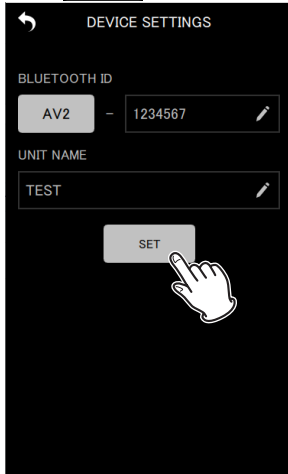 DEVICE SETTINGS
BLUETOOTH ID
AV2 - 1234567
UNIT NAME
TEST
SET